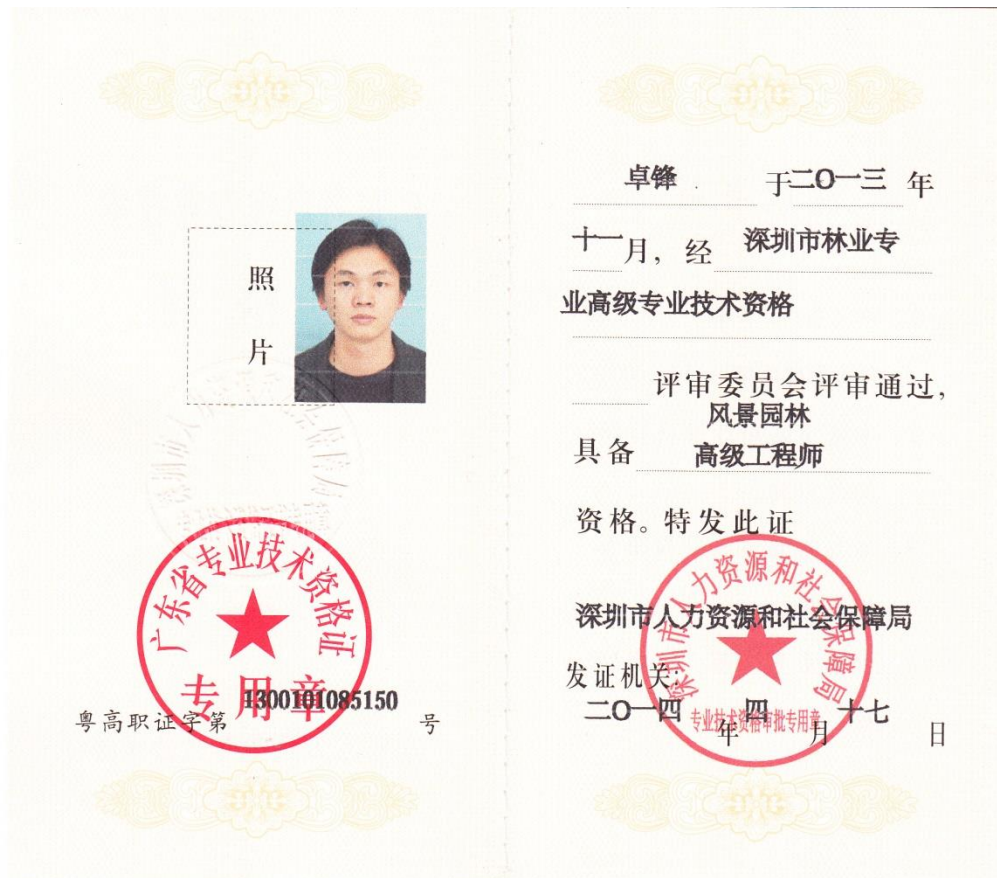 照
片
广东省专业技术资格证
专用章
粤高职证字第 1300101085150 号
卓锋 于二〇一三年
十一月，经 深圳市林业专
业高级专业技术资格
评审委员会评审通过，
风景园林
具备 高级工程师
资格。特发此证
深圳市人力资源和社会保障局
深圳市人力资源和社会保障局
发证机关：
二〇一四年四月十七日
专业技术资格审批专用章